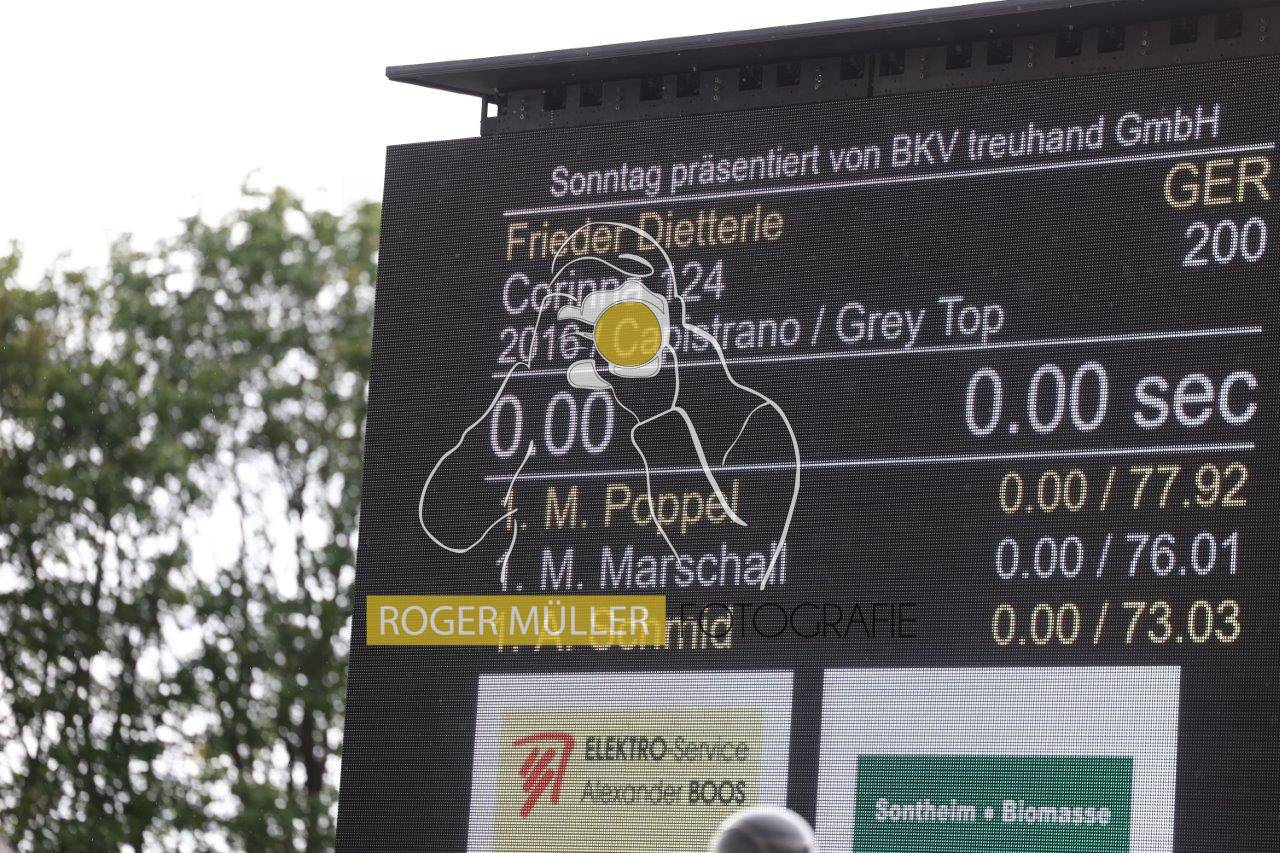 Sonntag präsentiert von BKV treuhand GmbH
Frieder Dietterle GER
Corinna 124 200
2016 Capistrano / Grey Top
0.00 0.00 sec
1. M. Poppel 0.00 / 77.92
1. M. Marschall 0.00 / 76.01
1. A. Schmid 0.00 / 73.03
ROGER MÜLLER FOTOGRAFIE
ELEKTRO-Service
Alexander BOOS
Sontheim • Biomasse